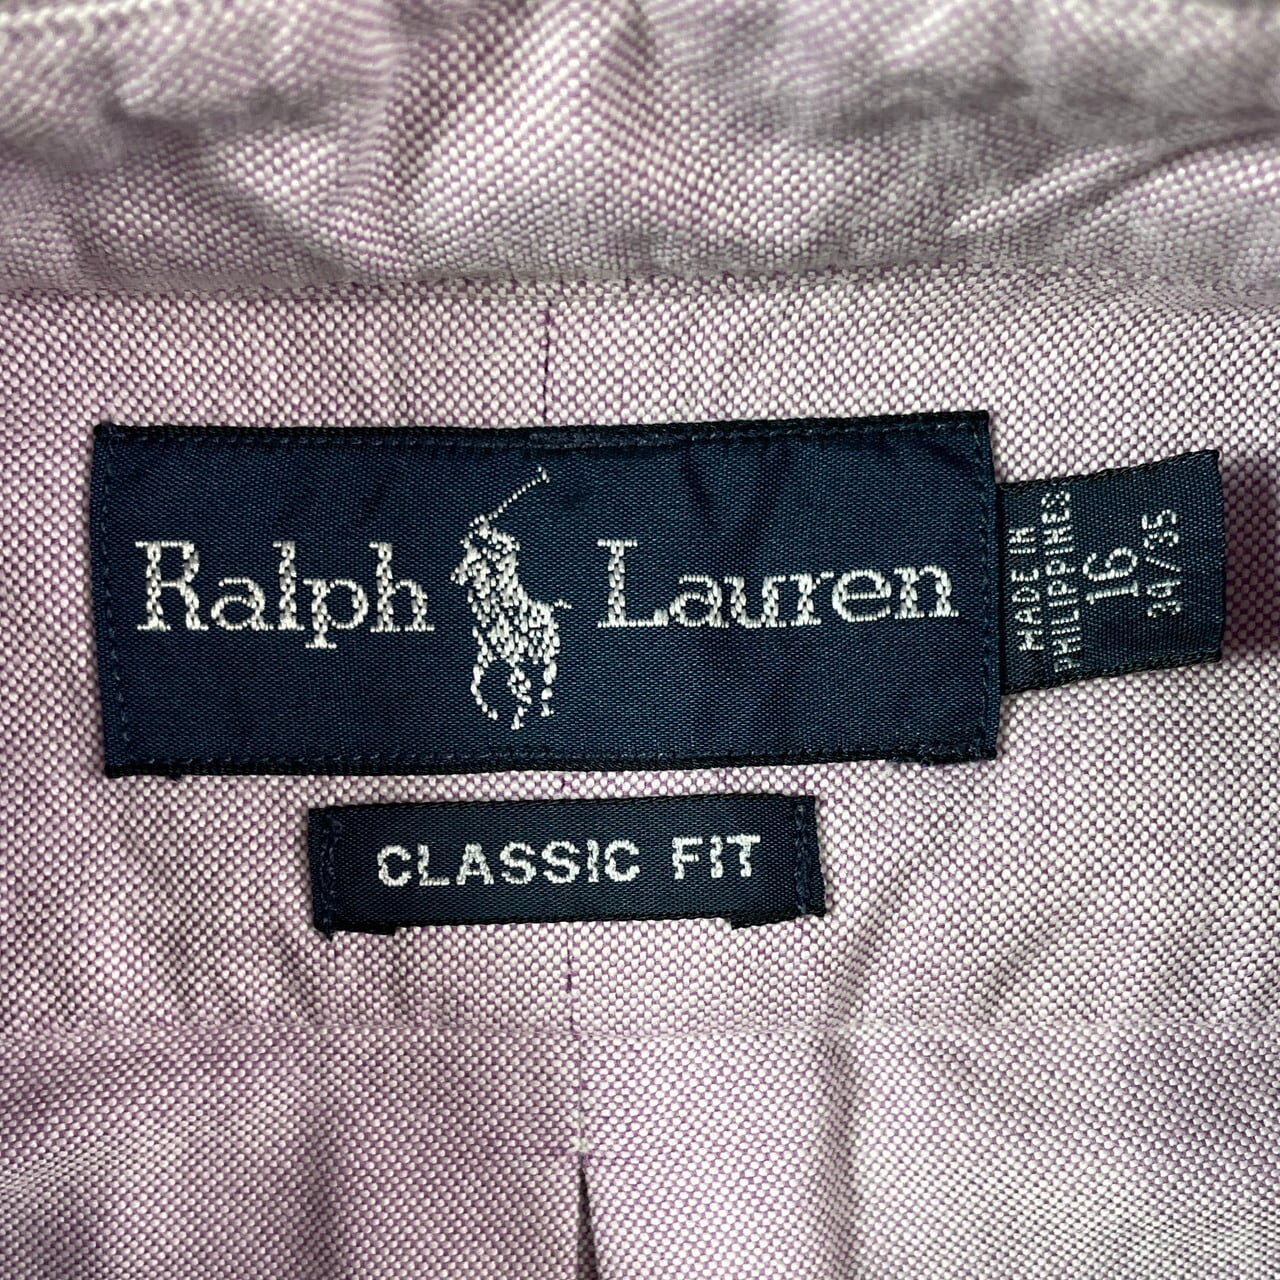 Ralph Lauren
MADE IN
PHILIPPINES
16
34/35
CLASSIC FIT